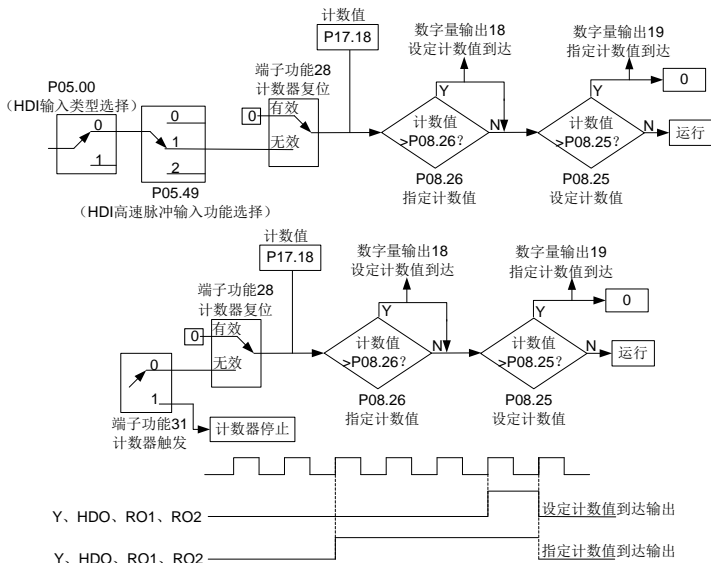 计数值
P17.18
数字量输出18
设定计数值到达
数字量输出19
指定计数值到达
P05.00
（HDI输入类型选择）
端子功能28
计数器复位
0
1
0
1
2
0
有效
无效
Y
计数值
>P08.26?
N
Y
计数值
>P08.25?
0
N
运行
P05.49
（HDI高速脉冲输入功能选择）
P08.26
指定计数值
P08.25
设定计数值
计数值
P17.18
数字量输出18
设定计数值到达
数字量输出19
指定计数值到达
端子功能28
计数器复位
0
有效
无效
0
1
Y
计数值
>P08.26?
N
Y
计数值
>P08.25?
0
N
运行
P08.26
指定计数值
P08.25
设定计数值
端子功能31
计数器触发
计数器停止
Y、HDO、RO1、RO2
设定计数值到达输出
Y、HDO、RO1、RO2
指定计数值到达输出